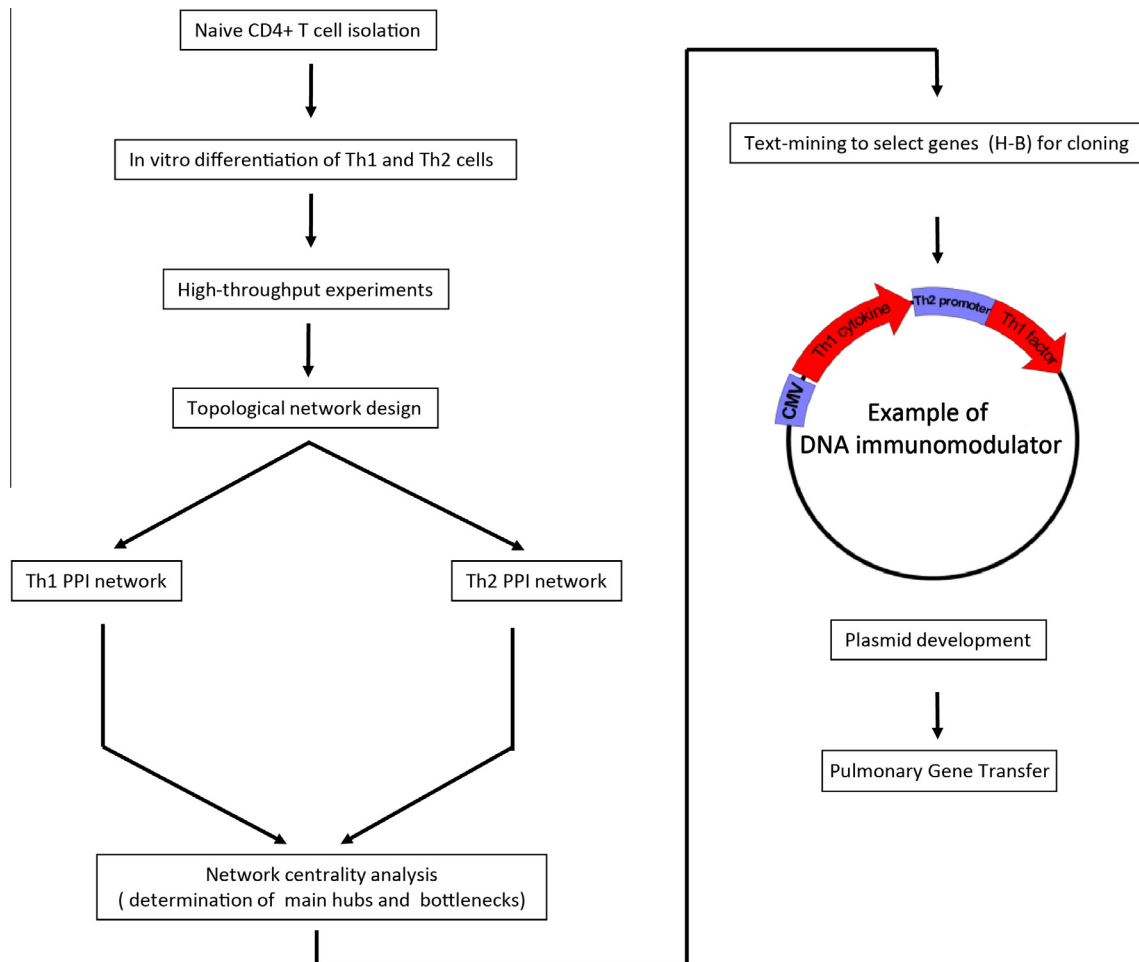 Naive CD4+ T cell isolation
In vitro differentiation of Th1 and Th2 cells
High-throughput experiments
Topological network design
Th1 PPI network
Th2 PPI network
Network centrality analysis
( determination of main hubs and bottlenecks)
Text-mining to select genes (H-B) for cloning
CMV
Th1 cytokine
Th2 promoter
Th1 factor
Example of
DNA immunomodulator
Plasmid development
Pulmonary Gene Transfer